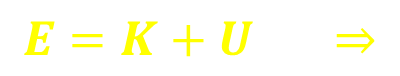 E = K + U ⇒